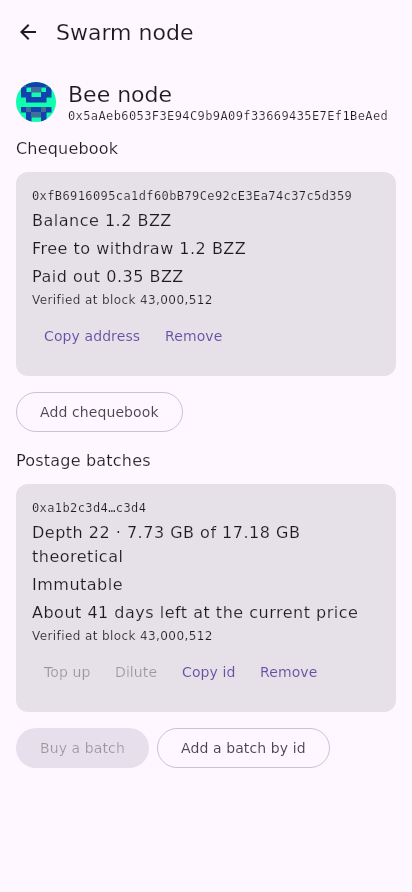 Swarm node
Bee node
0x5aAeb6053F3E94C9b9A09f33669435E7Ef1BeAed
Chequebook
0xfB6916095ca1df60bB79Ce92cE3Ea74c37c5d359
Balance 1.2 BZZ
Free to withdraw 1.2 BZZ
Paid out 0.35 BZZ
Verified at block 43,000,512
Copy address Remove
Add chequebook
Postage batches
0xa1b2c3d4…c3d4
Depth 22 · 7.73 GB of 17.18 GB
theoretical
Immutable
About 41 days left at the current price
Verified at block 43,000,512
Top up Dilute Copy id Remove
Buy a batch Add a batch by id